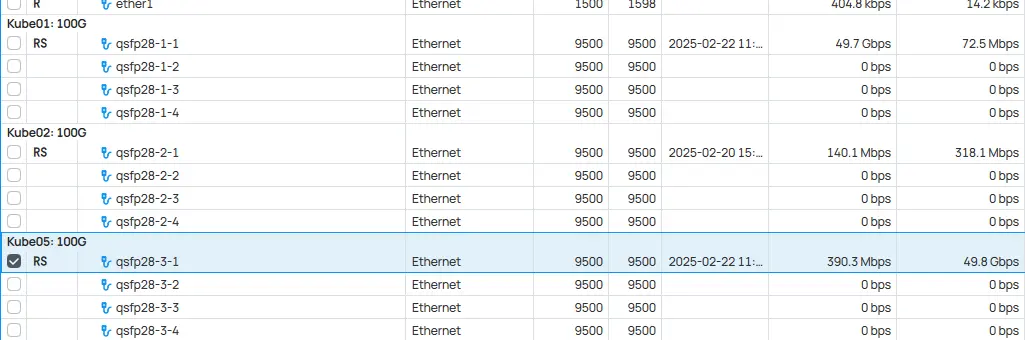 R ether1 Ethernet 1500 1598 404.8 kbps 14.2 kbps
Kube01: 100G
RS qsfp28-1-1 Ethernet 9500 9500 2025-02-22 11:... 49.7 Gbps 72.5 Mbps
qsfp28-1-2 Ethernet 9500 9500 0 bps 0 bps
qsfp28-1-3 Ethernet 9500 9500 0 bps 0 bps
qsfp28-1-4 Ethernet 9500 9500 0 bps 0 bps
Kube02: 100G
RS qsfp28-2-1 Ethernet 9500 9500 2025-02-20 15:... 140.1 Mbps 318.1 Mbps
qsfp28-2-2 Ethernet 9500 9500 0 bps 0 bps
qsfp28-2-3 Ethernet 9500 9500 0 bps 0 bps
qsfp28-2-4 Ethernet 9500 9500 0 bps 0 bps
Kube05: 100G
RS qsfp28-3-1 Ethernet 9500 9500 2025-02-22 11:... 390.3 Mbps 49.8 Gbps
qsfp28-3-2 Ethernet 9500 9500 0 bps 0 bps
qsfp28-3-3 Ethernet 9500 9500 0 bps 0 bps
qsfp28-3-4 Ethernet 9500 9500 0 bps 0 bps